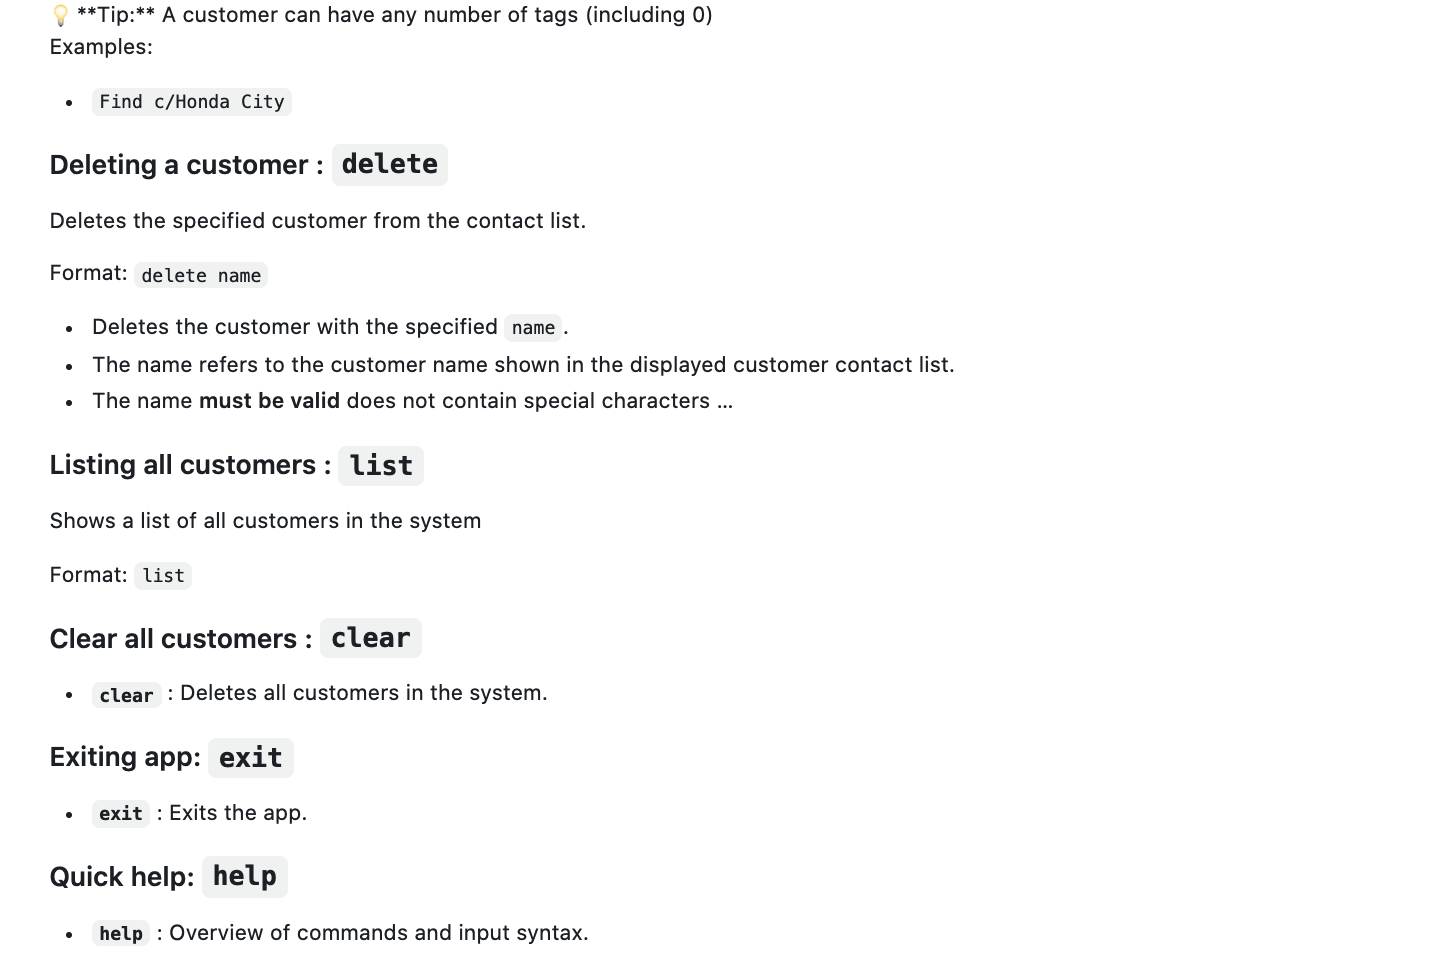 💡 **Tip:** A customer can have any number of tags (including 0)
Examples:
• Find c/Honda City
Deleting a customer : delete
Deletes the specified customer from the contact list.
Format: delete name
• Deletes the customer with the specified name .
• The name refers to the customer name shown in the displayed customer contact list.
• The name must be valid does not contain special characters …
Listing all customers : list
Shows a list of all customers in the system
Format: list
Clear all customers : clear
• clear : Deletes all customers in the system.
Exiting app: exit
• exit : Exits the app.
Quick help: help
• help : Overview of commands and input syntax.